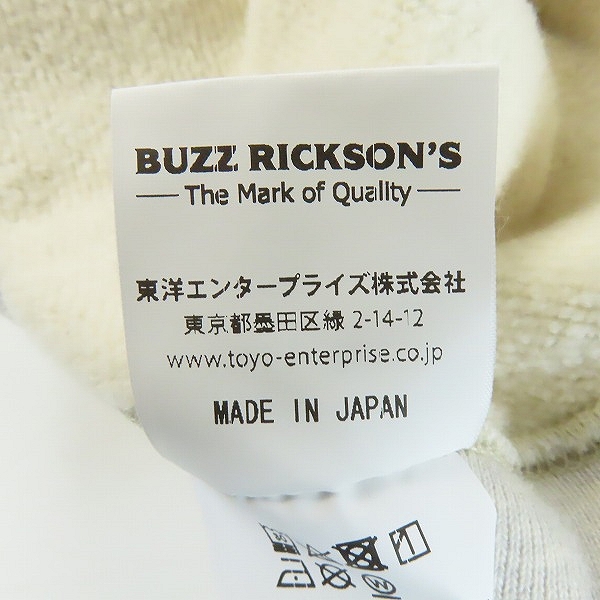 BUZZ RICKSON'S
The Mark of Quality
東洋エンタープライズ株式会社
東京都墨田区緑 2-14-12
www.toyo-enterprise.co.jp
MADE IN JAPAN